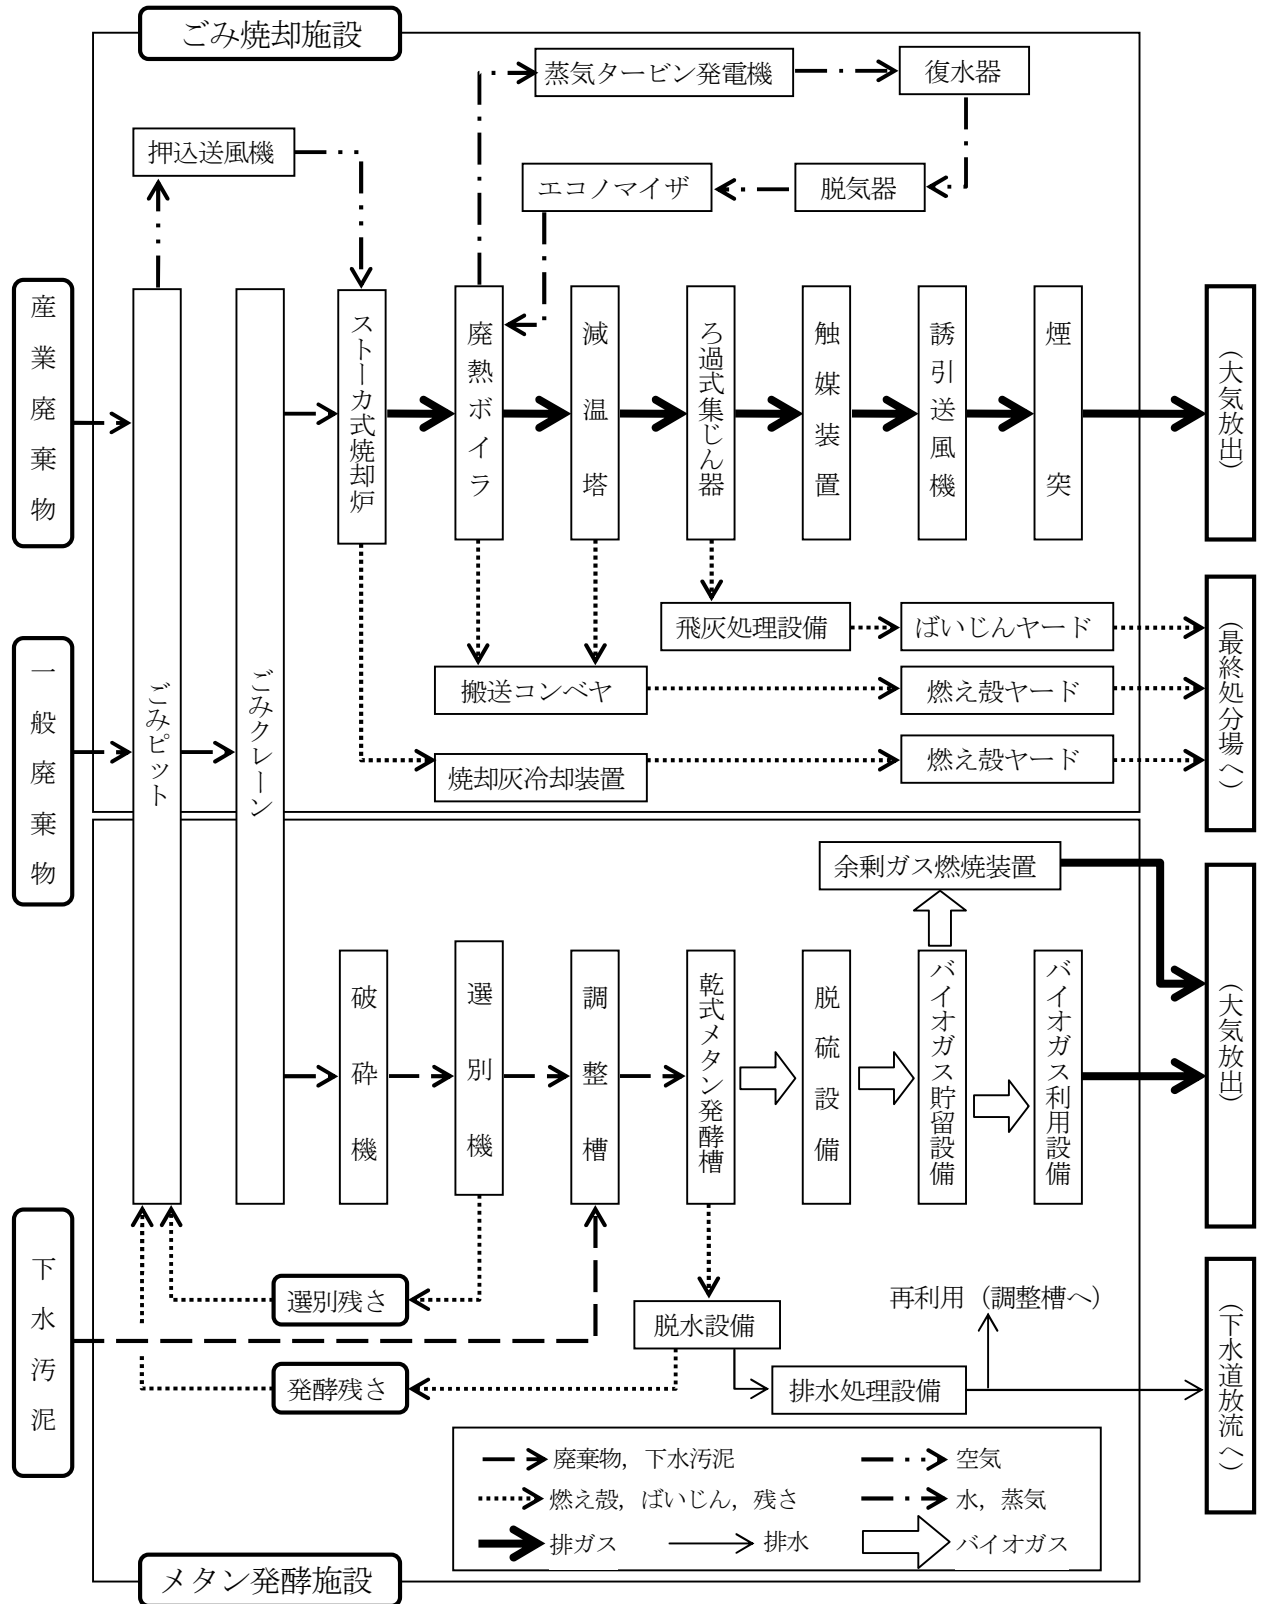 ごみ焼却施設
蒸気タービン発電機
復水器
押込送風機
エコノマイザ
脱気器
産業廃棄物
ストーカ式焼却炉
廃熱ボイラ
減温塔
ろ過式集じん器
触媒装置
誘引送風機
煙突
(大気放出)
飛灰処理設備
ばいじんヤード
(最終処分場へ)
一般廃棄物
ごみピット
ごみクレーン
搬送コンベヤ
燃え殻ヤード
焼却灰冷却装置
燃え殻ヤード
余剰ガス燃焼装置
破砕機
選別機
調整槽
乾式メタン発酵槽
脱硫設備
バイオガス貯留設備
バイオガス利用設備
(大気放出)
下水汚泥
選別残さ
脱水設備
再利用(調整槽へ)
発酵残さ
排水処理設備
(下水道放流へ)
廃棄物，下水汚泥
空気
燃え殻，ばいじん，残さ
水，蒸気
排ガス
排水
バイオガス
メタン発酵施設